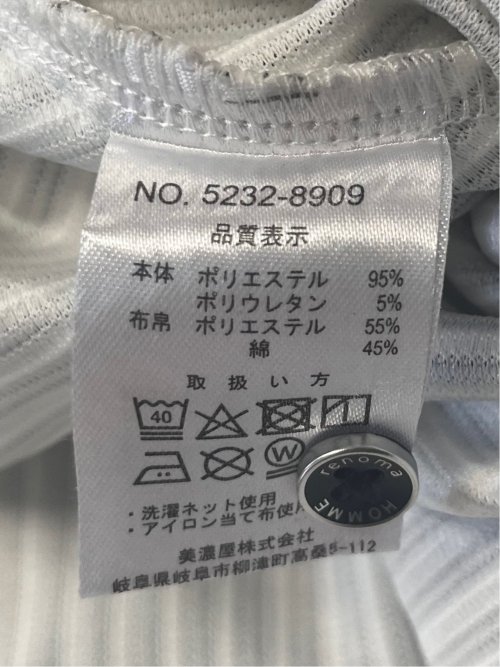 NO. 5232-8909
品質表示
本体 ポリエステル 95%
ポリウレタン 5%
布帛 ポリエステル 55%
綿 45%
取扱い方
40
W
renoma
HOMME
・洗濯ネット使用
・アイロン当て布使用
美濃屋株式会社
岐阜県岐阜市柳津町高桑5-112